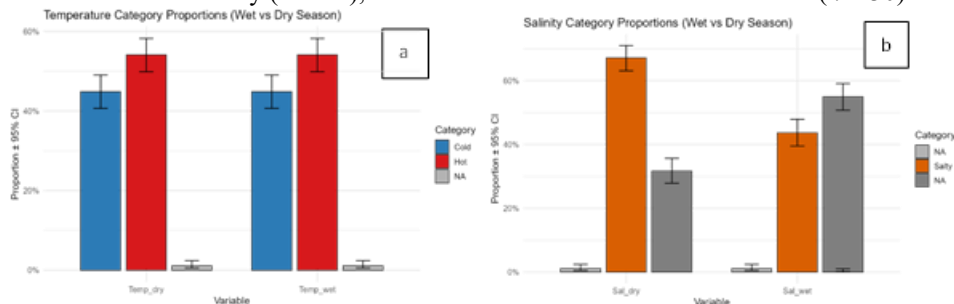 Temperature Category Proportions (Wet vs Dry Season)
a
60%
40%
20%
0%
Proportion ± 95% CI
Temp_dry
Temp_wet
Variable
Category
Cold
Hot
NA
Salinity Category Proportions (Wet vs Dry Season)
b
60%
40%
20%
0%
Proportion ± 95% CI
Sal_dry
Sal_wet
Variable
Category
NA
Salty
NA